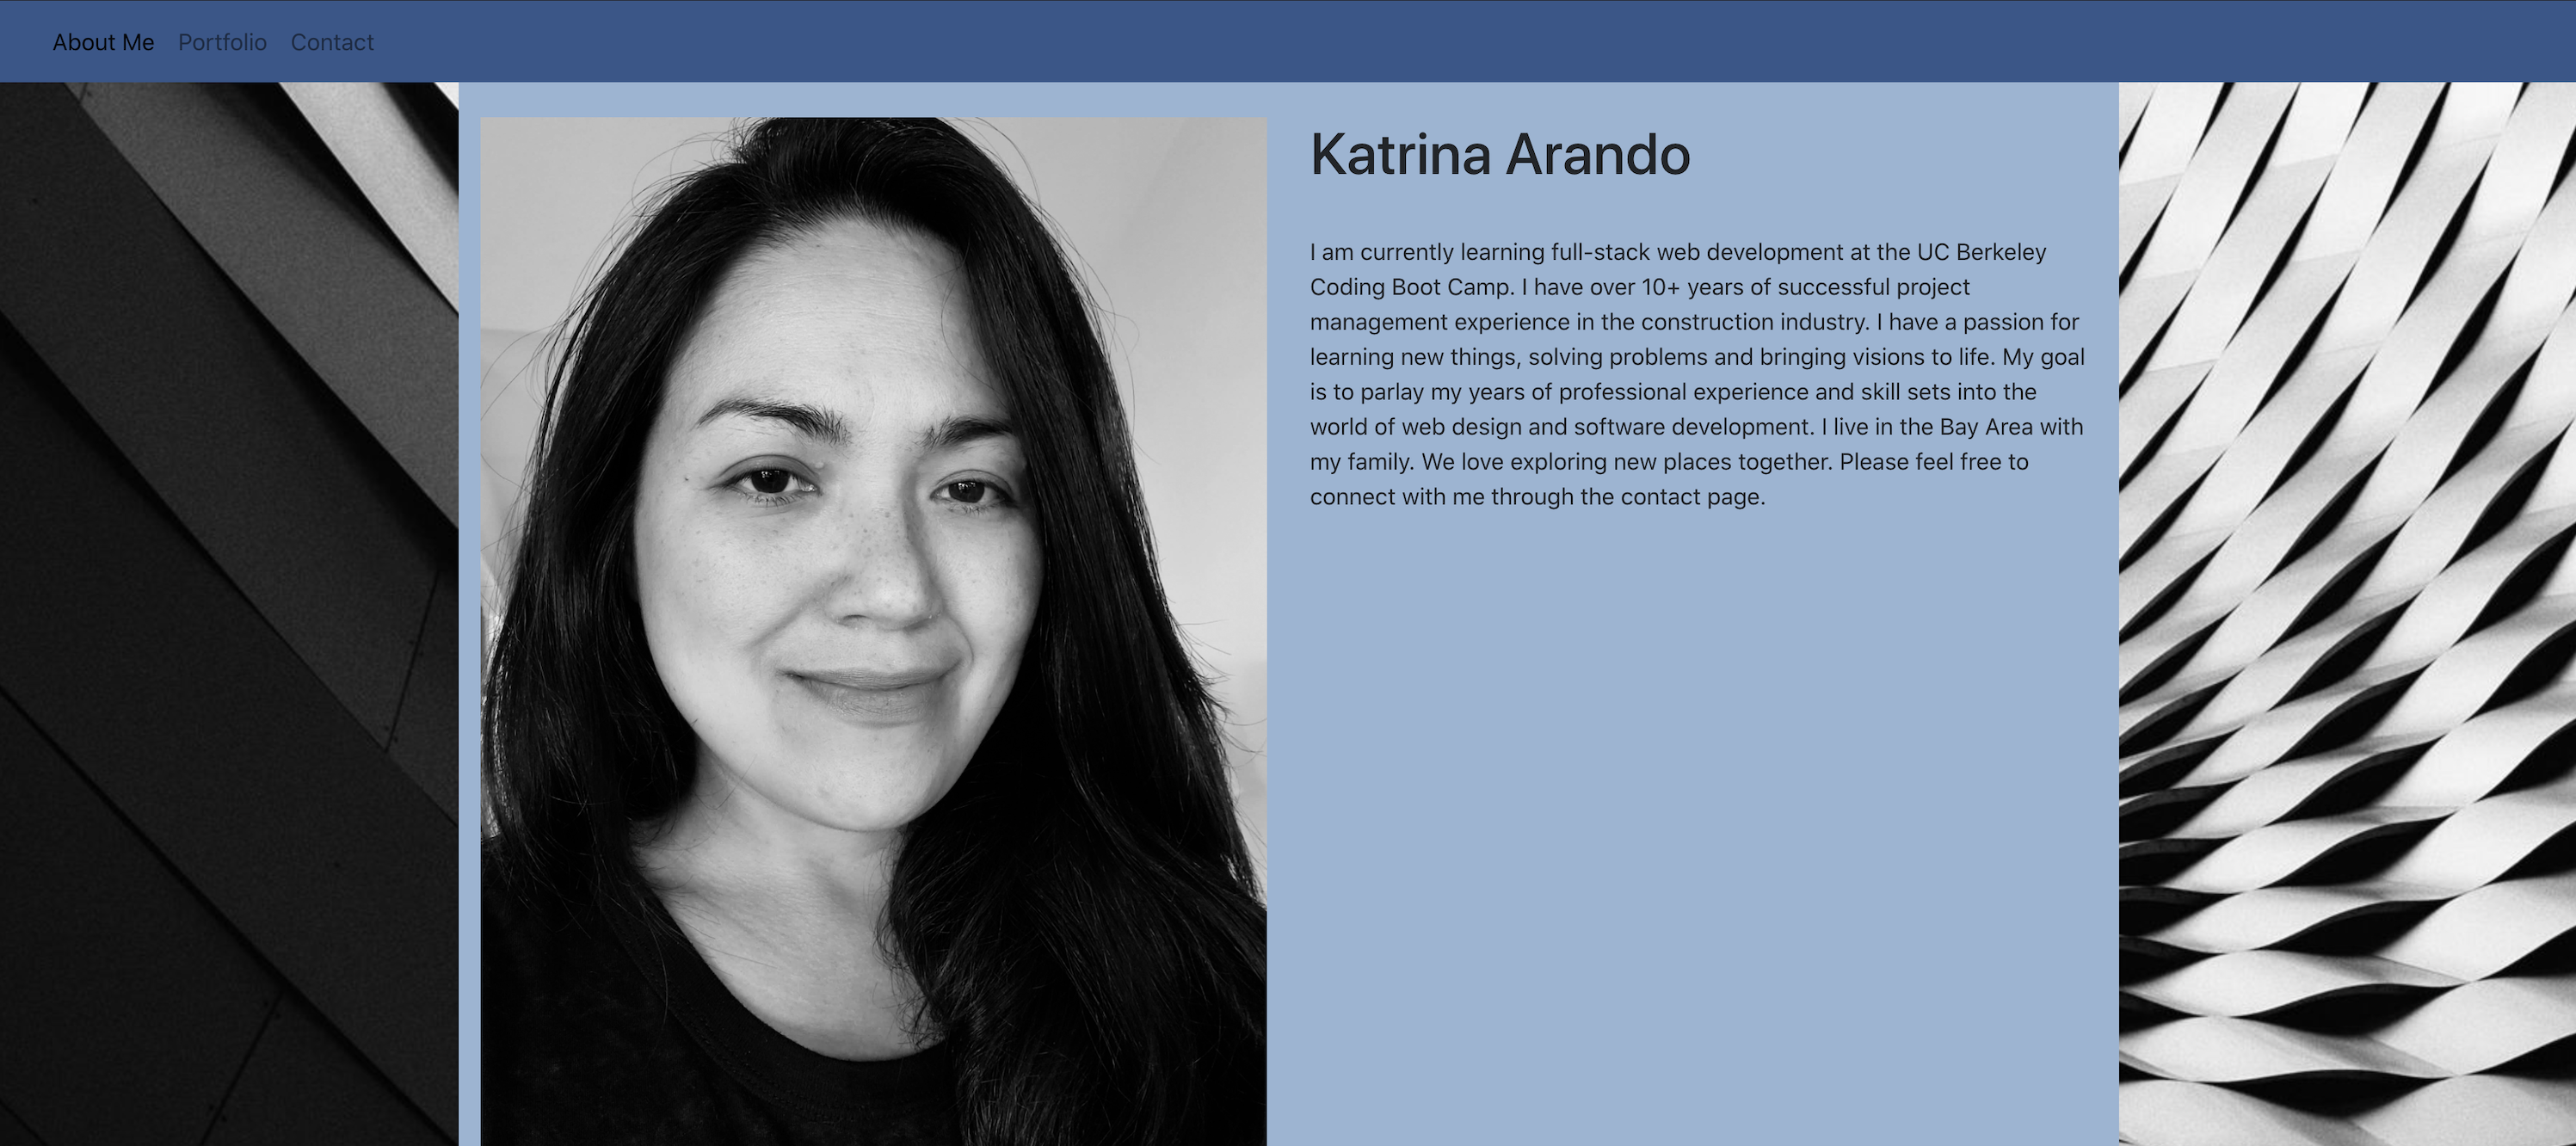 About Me Portfolio Contact
Katrina Arando
I am currently learning full-stack web development at the UC Berkeley
Coding Boot Camp. I have over 10+ years of successful project
management experience in the construction industry. I have a passion for
learning new things, solving problems and bringing visions to life. My goal
is to parlay my years of professional experience and skill sets into the
world of web design and software development. I live in the Bay Area with
my family. We love exploring new places together. Please feel free to
connect with me through the contact page.